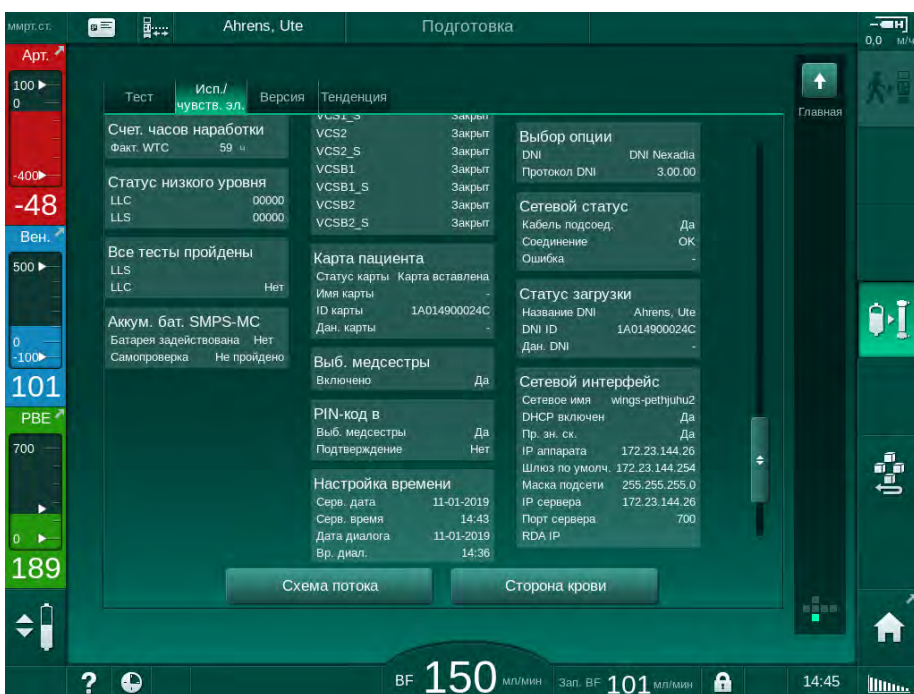 ммрт.ст.
Ahrens, Ute
Подготовка
0,0 м/ч
Арт.
100
0
-400
-48
Вен.
500
0
-100
101
PBE
700
0
189
Тест
Исп./
чувств. эл.
Версия
Тенденция
Главная
Счет. часов наработки
Факт. WTC 59 ч
Статус низкого уровня
LLC 00000
LLS 00000
Все тесты пройдены
LLS
LLC Нет
Аккум. бат. SMPS-MC
Батарея задействована Нет
Самопроверка Не пройдено
VCS1_S Закрыт
VCS2 Закрыт
VCS2_S Закрыт
VCSB1 Закрыт
VCSB1_S Закрыт
VCSB2 Закрыт
VCSB2_S Закрыт
Карта пациента
Статус карты Карта вставлена
Имя карты -
ID карты 1A014900024C
Дан. карты -
Выб. медсестры
Включено Да
PIN-код в
Выб. медсестры Да
Подтверждение Нет
Настройка времени
Серв. дата 11-01-2019
Серв. время 14:43
Дата диалога 11-01-2019
Вр. диал. 14:36
Выбор опции
DNI DNI Nexadia
Протокол DNI 3.00.00
Сетевой статус
Кабель подсоед. Да
Соединение OK
Ошибка -
Статус загрузки
Название DNI Ahrens, Ute
DNI ID 1A014900024C
Дан. DNI -
Сетевой интерфейс
Сетевое имя wings-pethjuhu2
DHCP включен Да
Пр. зн. ск. Да
IP аппарата 172.23.144.26
Шлюз по умолч. 172.23.144.254
Маска подсети 255.255.255.0
IP сервера 172.23.144.26
Порт сервера 700
RDA IP
Схема потока
Сторона крови
?
BF 150 мл/мин
Зап. BF 101 мл/мин
14:45